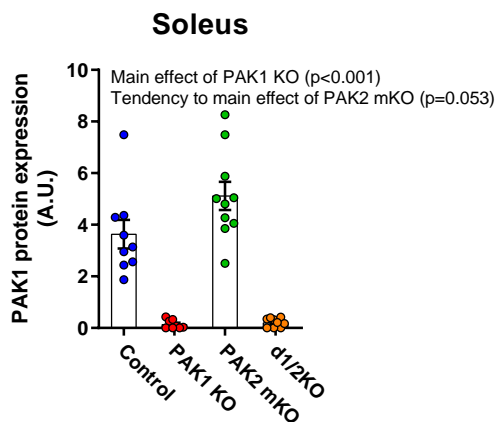 Soleus
Main effect of PAK1 KO (p<0.001)
Tendency to main effect of PAK2 mKO (p=0.053)
PAK1 protein expression
(A.U.)
10
8
6
4
2
0
Control
PAK1 KO
PAK2 mKO
d1/2KO